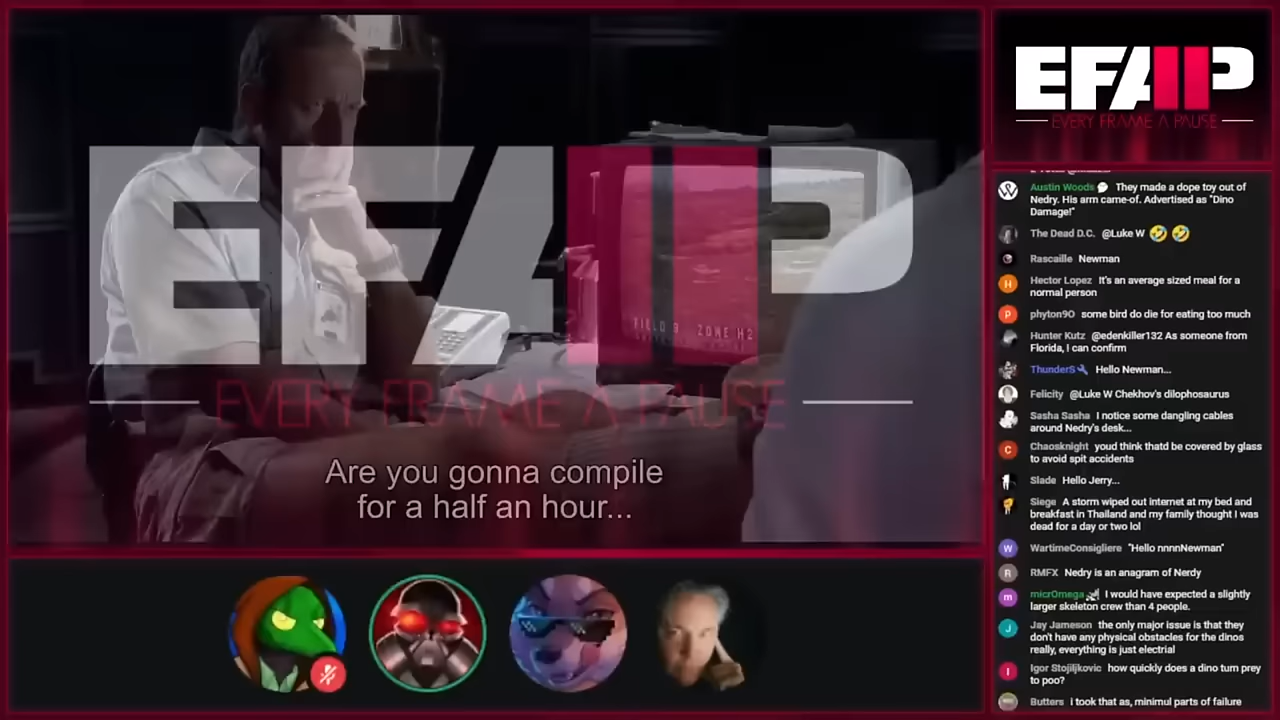 EFAP
EVERY FRAME A PAUSE
ZONE H2
Are you gonna compile
for a half an hour...
EFAP
EVERY FRAME A PAUSE
Austin Woods They made a dope toy out of
Nedry. His arm came-of. Advertised as "Dino
Damage!"
The Dead D.C. @Luke W
Rascaille Newman
Hector Lopez It's an average sized meal for a
normal person
phyton90 some bird do die for eating too much
Hunter Kutz @edenkiller132 As someone from
Florida, I can confirm
ThunderS Hello Newman...
Felicity @Luke W Chekhov's dilophosaurus
Sasha Sasha I notice some dangling cables
around Nedry's desk...
Chaosknight youd think thatd be covered by glass
to avoid spit accidents
Slade Hello Jerry...
Siege A storm wiped out internet at my bed and
breakfast in Thailand and my family thought I was
dead for a day or two lol
WartimeConsigliere "Hello nnnnNewman"
RMFX Nedry is an anagram of Nerdy
micrOmega I would have expected a slightly
larger skeleton crew than 4 people.
Jay Jameson the only major issue is that they
don't have any physical obstacles for the dinos
really, everything is just electrial
Igor Stojiljkovic how quickly does a dino turn prey
to poo?
Butters i took that as, minimul parts of failure